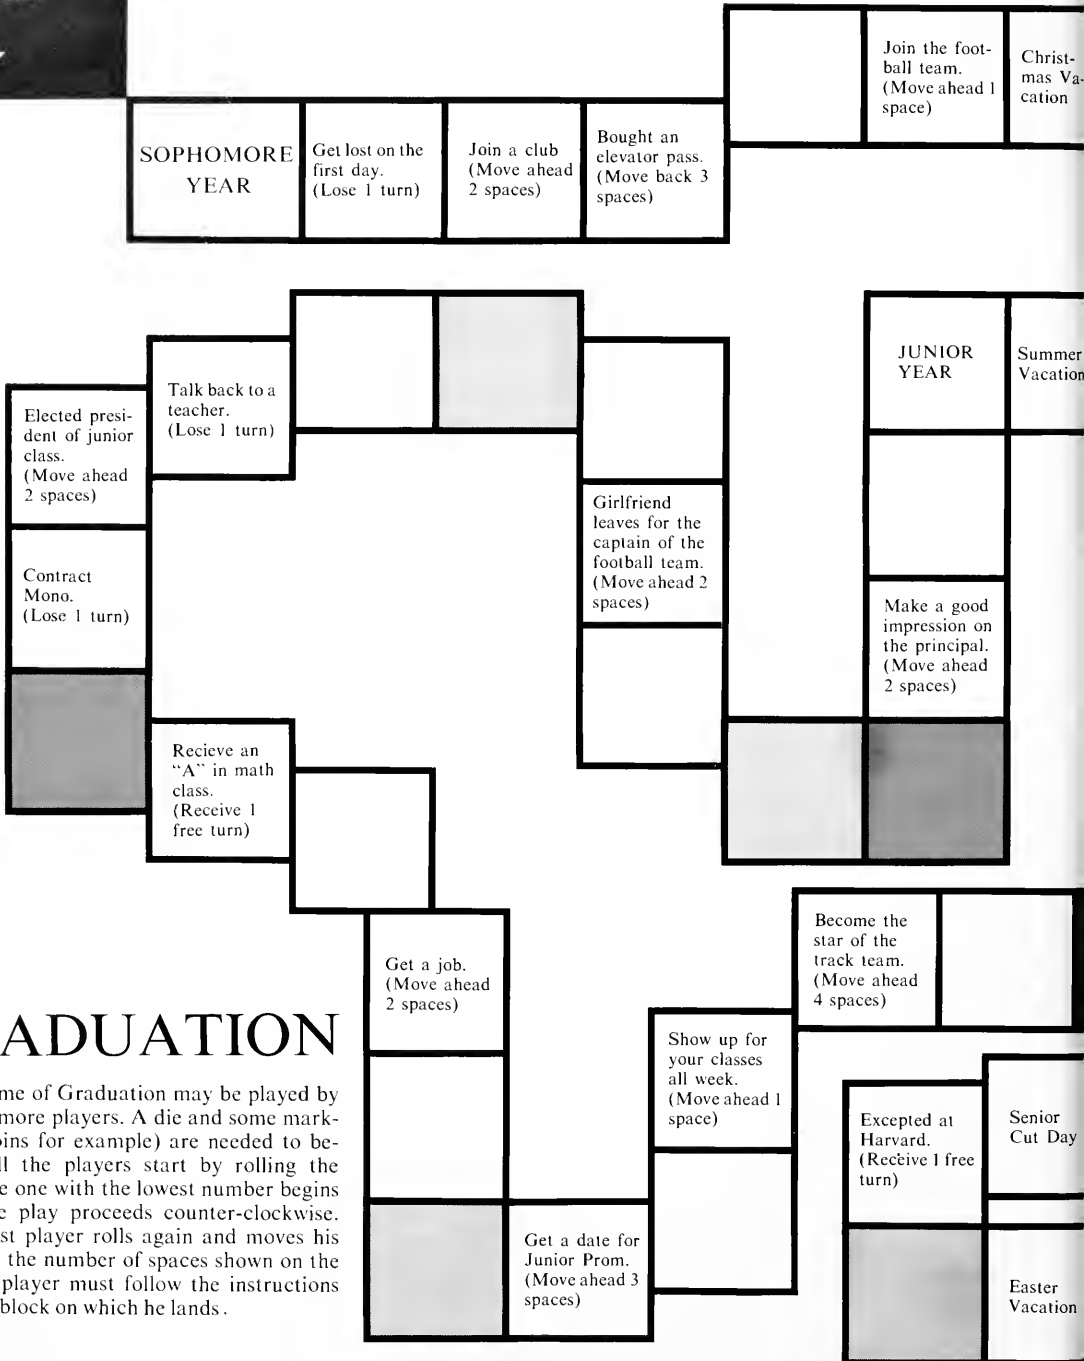 Join the foot-
ball team.
(Move ahead 1
space)
Christ-
mas Va-
cation
SOPHOMORE
YEAR
Get lost on the
first day.
(Lose 1 turn)
Join a club
(Move ahead
2 spaces)
Bought an
elevator pass.
(Move back 3
spaces)
JUNIOR
YEAR
Summer
Vacation
Talk back to a
teacher.
(Lose 1 turn)
Elected presi-
dent of junior
class.
(Move ahead
2 spaces)
Girlfriend
leaves for the
captain of the
football team.
(Move ahead 2
spaces)
Contract
Mono.
(Lose 1 turn)
Make a good
impression on
the principal.
(Move ahead
2 spaces)
Recieve an
"A" in math
class.
(Receive 1
free turn)
Get a job.
(Move ahead
2 spaces)
Become the
star of the
track team.
(Move ahead
4 spaces)
Show up for
your classes
all week.
(Move ahead 1
space)
Excepted at
Harvard.
(Receive 1 free
turn)
Senior
Cut Day
Get a date for
Junior Prom.
(Move ahead 3
spaces)
Easter
Vacation
ADUATION
me of Graduation may be played by
more players. A die and some mark-
ins for example) are needed to be-
ll the players start by rolling the
e one with the lowest number begins
e play proceeds counter-clockwise.
st player rolls again and moves his
the number of spaces shown on the
player must follow the instructions
block on which he lands.